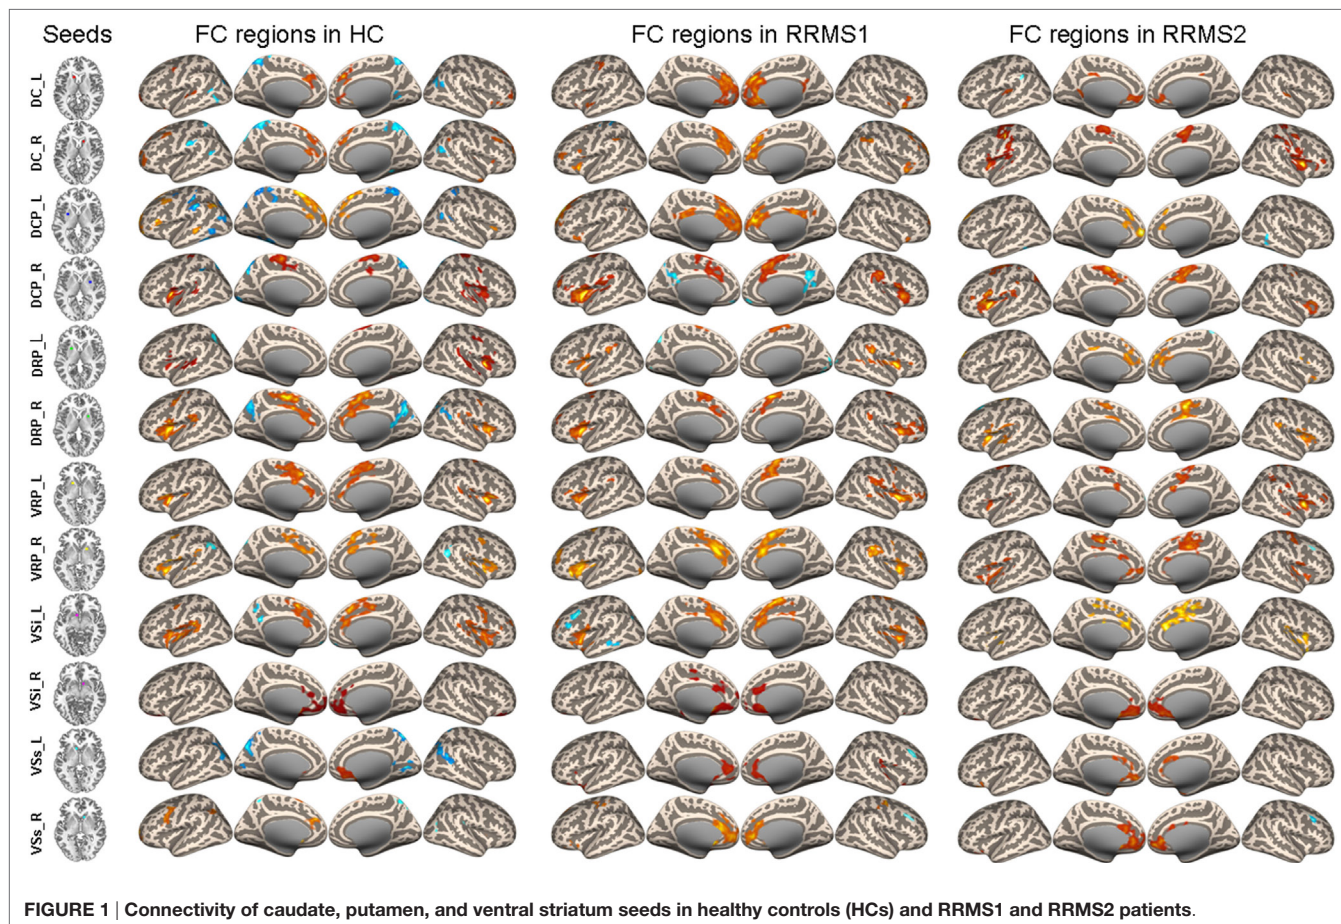 Seeds FC regions in HC FC regions in RRMS1 FC regions in RRMS2
DC_L
DC_R
DCP_L
DCP_R
DRP_L
DRP_R
VRP_L
VRP_R
VSi_L
VSi_R
VSs_L
VSs_R
FIGURE 1 | Connectivity of caudate, putamen, and ventral striatum seeds in healthy controls (HCs) and RRMS1 and RRMS2 patients.